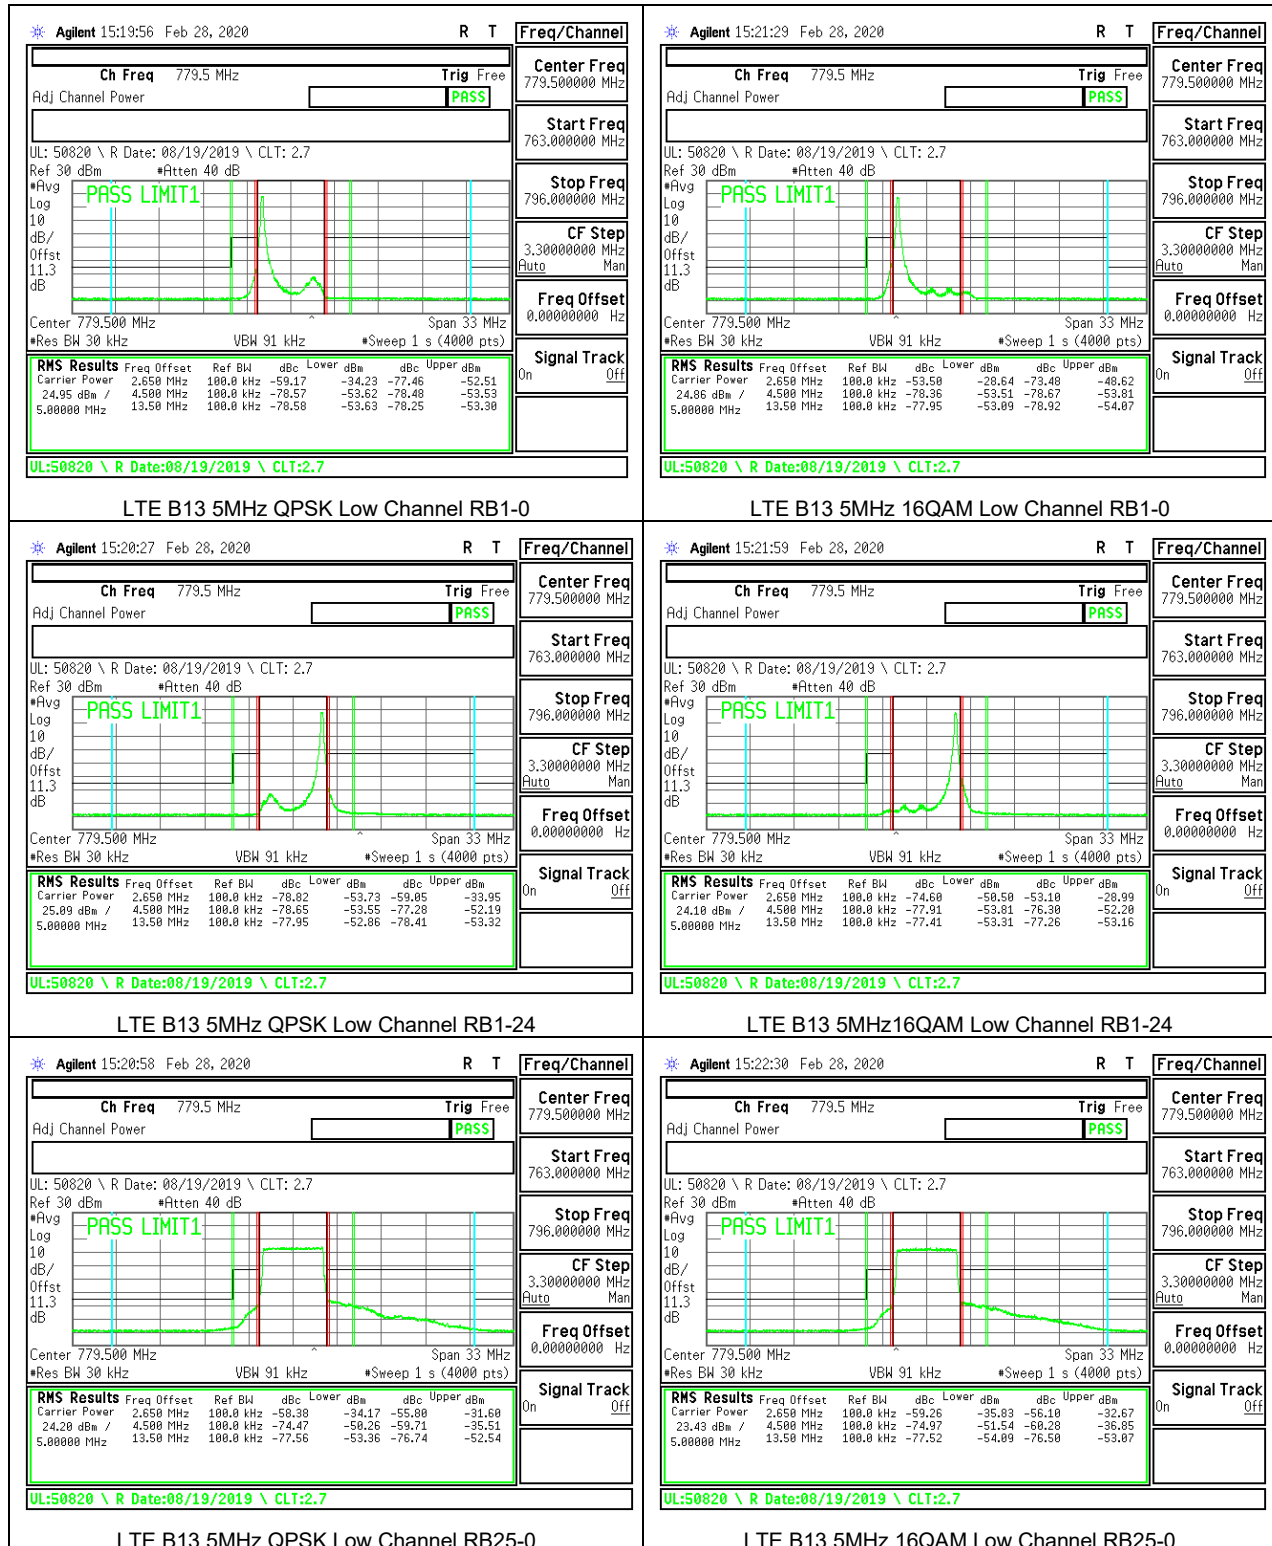 Agilent 15:19:56 Feb 28, 2020 R T
Freq/Channel
Ch Freq 779.5 MHz Trig Free
Adj Channel Power PASS
UL: 50820 \ R Date: 08/19/2019 \ CLT: 2.7
Ref 30 dBm #Atten 40 dB
#Avg
Log
10
dB/
Offst
11.3
dB
PASS LIMIT1
Center 779.500 MHz Span 33 MHz
#Res BW 30 kHz VBW 91 kHz #Sweep 1 s (4000 pts)
RMS Results Freq Offset Ref BW dBc Lower dBm dBc Upper dBm
Carrier Power 2.650 MHz 100.0 kHz -59.17 -34.23 -77.46 -52.51
24.95 dBm / 4.500 MHz 100.0 kHz -78.57 -53.62 -78.48 -53.53
5.00000 MHz 13.50 MHz 100.0 kHz -78.58 -53.63 -78.25 -53.30
UL:50820 \ R Date:08/19/2019 \ CLT:2.7
Center Freq
779.500000 MHz
Start Freq
763.000000 MHz
Stop Freq
796.000000 MHz
CF Step
3.30000000 MHz
Auto Man
Freq Offset
0.00000000 Hz
Signal Track
On Off
LTE B13 5MHz QPSK Low Channel RB1-0
Agilent 15:21:29 Feb 28, 2020 R T
Freq/Channel
Ch Freq 779.5 MHz Trig Free
Adj Channel Power PASS
UL: 50820 \ R Date: 08/19/2019 \ CLT: 2.7
Ref 30 dBm #Atten 40 dB
#Avg
Log
10
dB/
Offst
11.3
dB
PASS LIMIT1
Center 779.500 MHz Span 33 MHz
#Res BW 30 kHz VBW 91 kHz #Sweep 1 s (4000 pts)
RMS Results Freq Offset Ref BW dBc Lower dBm dBc Upper dBm
Carrier Power 2.650 MHz 100.0 kHz -53.50 -28.64 -73.48 -48.62
24.86 dBm / 4.500 MHz 100.0 kHz -78.36 -53.51 -78.67 -53.81
5.00000 MHz 13.50 MHz 100.0 kHz -77.95 -53.09 -78.92 -54.07
UL:50820 \ R Date:08/19/2019 \ CLT:2.7
Center Freq
779.500000 MHz
Start Freq
763.000000 MHz
Stop Freq
796.000000 MHz
CF Step
3.30000000 MHz
Auto Man
Freq Offset
0.00000000 Hz
Signal Track
On Off
LTE B13 5MHz 16QAM Low Channel RB1-0
Agilent 15:20:27 Feb 28, 2020 R T
Freq/Channel
Ch Freq 779.5 MHz Trig Free
Adj Channel Power PASS
UL: 50820 \ R Date: 08/19/2019 \ CLT: 2.7
Ref 30 dBm #Atten 40 dB
#Avg
Log
10
dB/
Offst
11.3
dB
PASS LIMIT1
Center 779.500 MHz Span 33 MHz
#Res BW 30 kHz VBW 91 kHz #Sweep 1 s (4000 pts)
RMS Results Freq Offset Ref BW dBc Lower dBm dBc Upper dBm
Carrier Power 2.650 MHz 100.0 kHz -78.82 -53.73 -59.05 -33.95
25.09 dBm / 4.500 MHz 100.0 kHz -78.65 -53.55 -77.28 -52.19
5.00000 MHz 13.50 MHz 100.0 kHz -77.95 -52.86 -78.41 -53.32
UL:50820 \ R Date:08/19/2019 \ CLT:2.7
Center Freq
779.500000 MHz
Start Freq
763.000000 MHz
Stop Freq
796.000000 MHz
CF Step
3.30000000 MHz
Auto Man
Freq Offset
0.00000000 Hz
Signal Track
On Off
LTE B13 5MHz QPSK Low Channel RB1-24
Agilent 15:21:59 Feb 28, 2020 R T
Freq/Channel
Ch Freq 779.5 MHz Trig Free
Adj Channel Power PASS
UL: 50820 \ R Date: 08/19/2019 \ CLT: 2.7
Ref 30 dBm #Atten 40 dB
#Avg
Log
10
dB/
Offst
11.3
dB
PASS LIMIT1
Center 779.500 MHz Span 33 MHz
#Res BW 30 kHz VBW 91 kHz #Sweep 1 s (4000 pts)
RMS Results Freq Offset Ref BW dBc Lower dBm dBc Upper dBm
Carrier Power 2.650 MHz 100.0 kHz -74.60 -50.50 -53.10 -28.99
24.10 dBm / 4.500 MHz 100.0 kHz -77.91 -53.81 -76.30 -52.20
5.00000 MHz 13.50 MHz 100.0 kHz -77.41 -53.31 -77.26 -53.16
UL:50820 \ R Date:08/19/2019 \ CLT:2.7
Center Freq
779.500000 MHz
Start Freq
763.000000 MHz
Stop Freq
796.000000 MHz
CF Step
3.30000000 MHz
Auto Man
Freq Offset
0.00000000 Hz
Signal Track
On Off
LTE B13 5MHz16QAM Low Channel RB1-24
Agilent 15:20:58 Feb 28, 2020 R T
Freq/Channel
Ch Freq 779.5 MHz Trig Free
Adj Channel Power PASS
UL: 50820 \ R Date: 08/19/2019 \ CLT: 2.7
Ref 30 dBm #Atten 40 dB
#Avg
Log
10
dB/
Offst
11.3
dB
PASS LIMIT1
Center 779.500 MHz Span 33 MHz
#Res BW 30 kHz VBW 91 kHz #Sweep 1 s (4000 pts)
RMS Results Freq Offset Ref BW dBc Lower dBm dBc Upper dBm
Carrier Power 2.650 MHz 100.0 kHz -58.38 -34.17 -55.80 -31.60
24.20 dBm / 4.500 MHz 100.0 kHz -74.47 -50.26 -59.71 -35.51
5.00000 MHz 13.50 MHz 100.0 kHz -77.56 -53.36 -76.74 -52.54
UL:50820 \ R Date:08/19/2019 \ CLT:2.7
Center Freq
779.500000 MHz
Start Freq
763.000000 MHz
Stop Freq
796.000000 MHz
CF Step
3.30000000 MHz
Auto Man
Freq Offset
0.00000000 Hz
Signal Track
On Off
LTE B13 5MHz QPSK Low Channel RB25-0
Agilent 15:22:30 Feb 28, 2020 R T
Freq/Channel
Ch Freq 779.5 MHz Trig Free
Adj Channel Power PASS
UL: 50820 \ R Date: 08/19/2019 \ CLT: 2.7
Ref 30 dBm #Atten 40 dB
#Avg
Log
10
dB/
Offst
11.3
dB
PASS LIMIT1
Center 779.500 MHz Span 33 MHz
#Res BW 30 kHz VBW 91 kHz #Sweep 1 s (4000 pts)
RMS Results Freq Offset Ref BW dBc Lower dBm dBc Upper dBm
Carrier Power 2.650 MHz 100.0 kHz -59.26 -35.83 -56.10 -32.67
23.43 dBm / 4.500 MHz 100.0 kHz -74.97 -51.54 -60.28 -36.85
5.00000 MHz 13.50 MHz 100.0 kHz -77.52 -54.09 -76.50 -53.07
UL:50820 \ R Date:08/19/2019 \ CLT:2.7
Center Freq
779.500000 MHz
Start Freq
763.000000 MHz
Stop Freq
796.000000 MHz
CF Step
3.30000000 MHz
Auto Man
Freq Offset
0.00000000 Hz
Signal Track
On Off
LTE B13 5MHz 16QAM Low Channel RB25-0